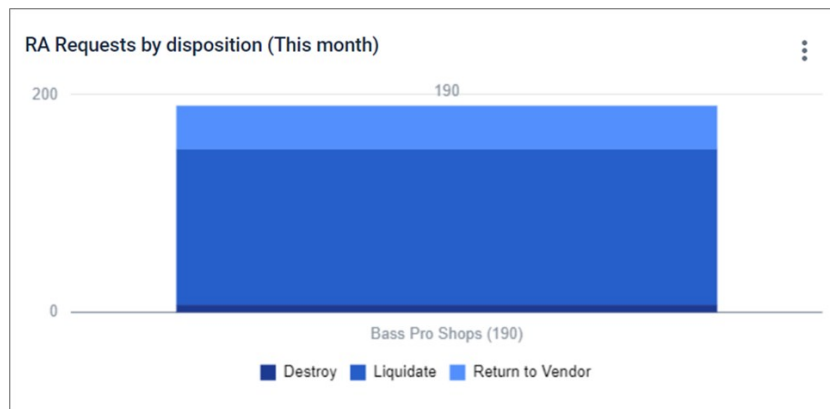 RA Requests by disposition (This month)
200
190
0
Bass Pro Shops (190)
Destroy Liquidate Return to Vendor